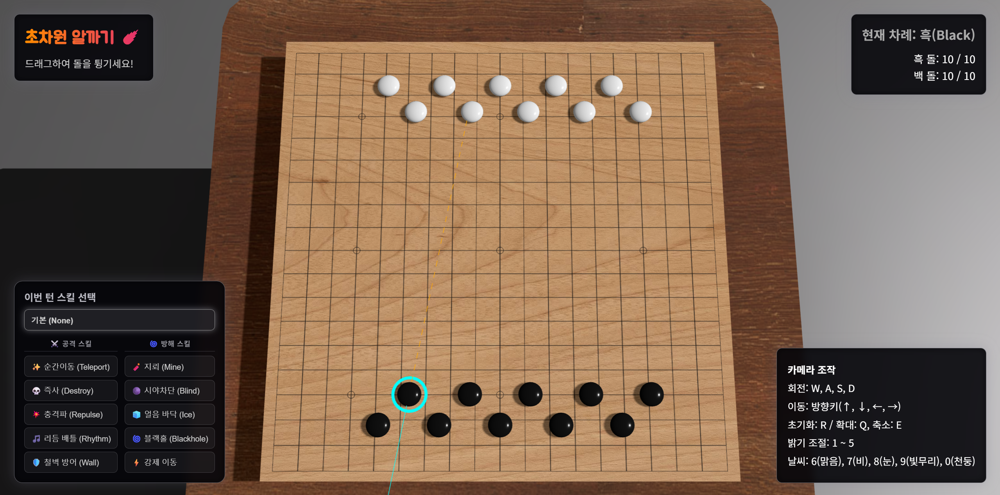 초차원 알까기
드래그하여 돌을 튕기세요!
현재 차례: 흑(Black)
흑 돌: 10 / 10
백 돌: 10 / 10
이번 턴 스킬 선택
기본 (None)
공격 스킬
방해 스킬
순간이동 (Teleport)
지뢰 (Mine)
즉사 (Destroy)
시야차단 (Blind)
충격파 (Repulse)
얼음 바닥 (Ice)
리듬 배틀 (Rhythm)
블랙홀 (Blackhole)
철벽 방어 (Wall)
강제 이동
카메라 조작
회전: W, A, S, D
이동: 방향키(↑, ↓, ←, →)
초기화: R / 확대: Q, 축소: E
밝기 조절: 1 ~ 5
날씨: 6(맑음), 7(비), 8(눈), 9(빛무리), 0(천둥)